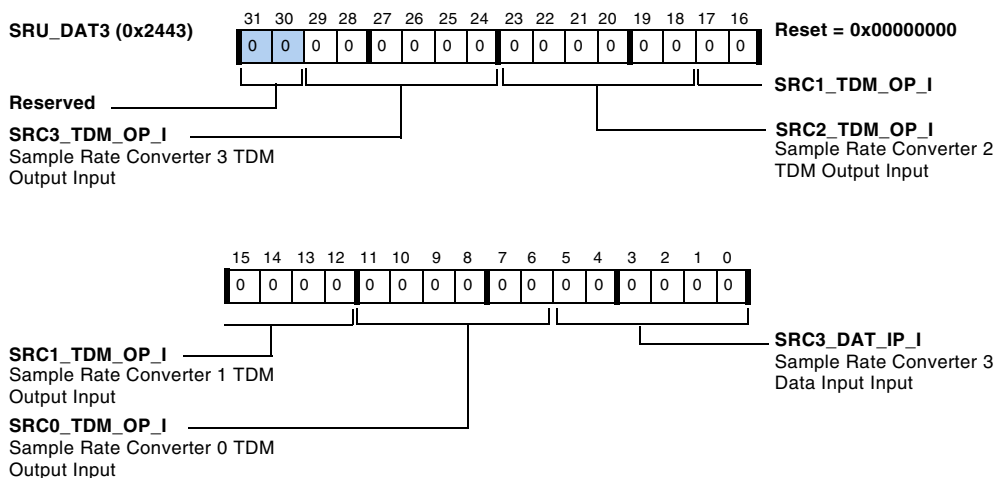 SRU_DAT3 (0x2443)
31 30 29 28 27 26 25 24 23 22 21 20 19 18 17 16
0 0 0 0 0 0 0 0 0 0 0 0 0 0 0 0
Reset = 0x00000000
Reserved
SRC3_TDM_OP_I
Sample Rate Converter 3 TDM
Output Input
SRC1_TDM_OP_I
SRC2_TDM_OP_I
Sample Rate Converter 2
TDM Output Input
15 14 13 12 11 10 9 8 7 6 5 4 3 2 1 0
0 0 0 0 0 0 0 0 0 0 0 0 0 0 0 0
SRC1_TDM_OP_I
Sample Rate Converter 1 TDM
Output Input
SRC0_TDM_OP_I
Sample Rate Converter 0 TDM
Output Input
SRC3_DAT_IP_I
Sample Rate Converter 3
Data Input Input